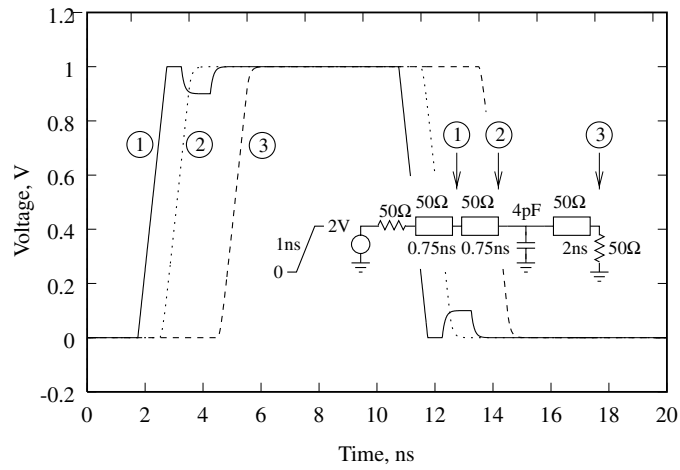 1.2
1
0.8
0.6
0.4
0.2
0
-0.2
0 2 4 6 8 10 12 14 16 18 20
Voltage, V
Time, ns
1 2 3
1 2 3
50Ω 50Ω 4pF 50Ω
50Ω
2V
1ns
0
0.75ns 0.75ns 2ns 50Ω